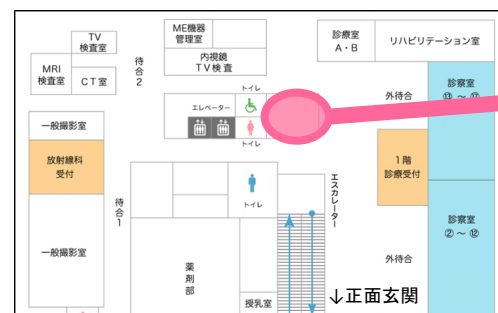 TV
検査室
ME機器
管理室
診療室
A・B
リハビリテーション室
MRI
検査室
CT室
待合2
内視鏡
TV検査
外待合
診察室
トイレ
エレベーター
トイレ
一般撮影室
放射線科
受付
1階
診療受付
待合1
トイレ
エスカレーター
診察室
②～⑫
一般撮影室
薬剤部
外待合
授乳室
↓正面玄関